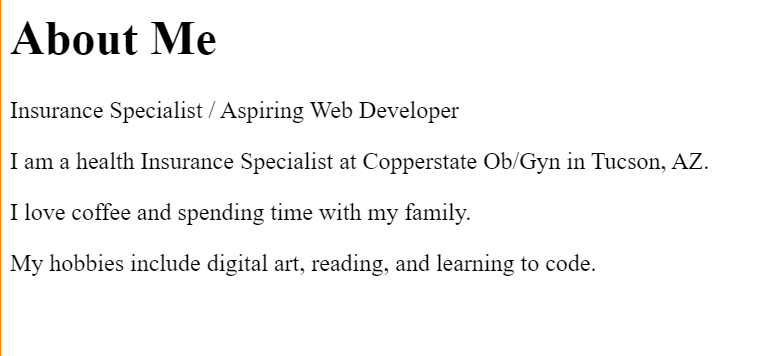 About Me
Insurance Specialist / Aspiring Web Developer
I am a health Insurance Specialist at Copperstate Ob/Gyn in Tucson, AZ.
I love coffee and spending time with my family.
My hobbies include digital art, reading, and learning to code.